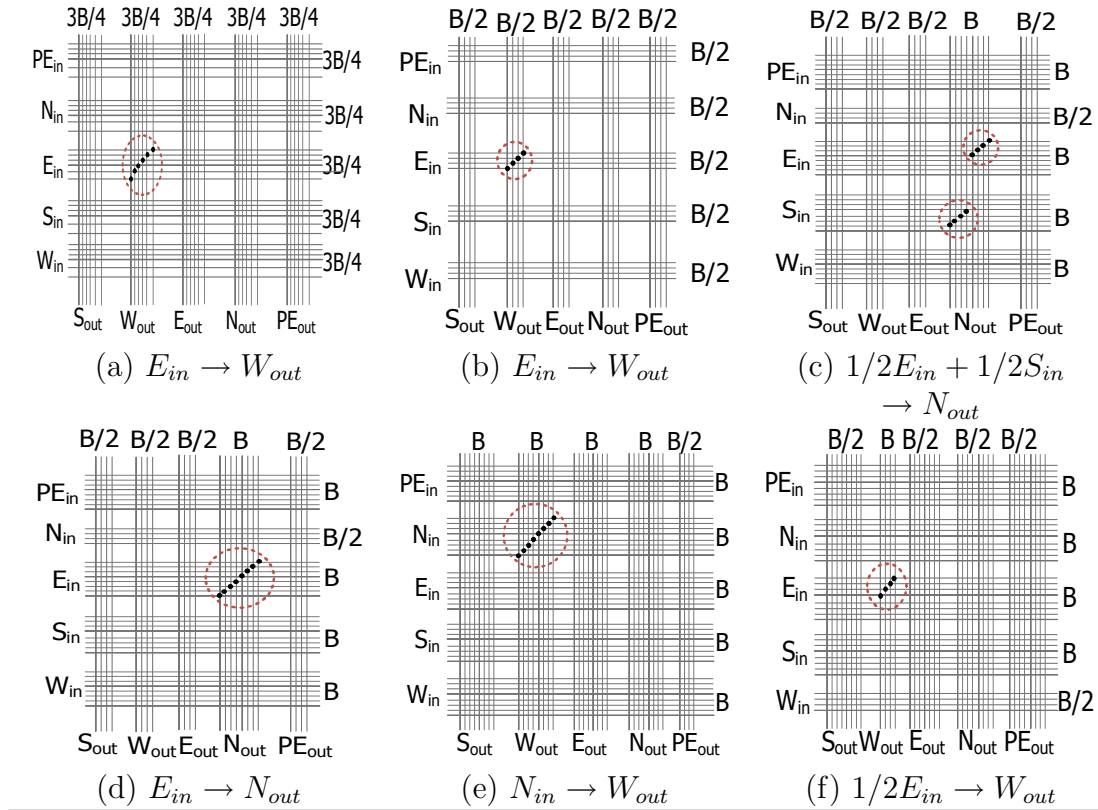 3B/4 3B/4 3B/4 3B/4 3B/4
PE_in 3B/4
N_in 3B/4
E_in 3B/4
S_in 3B/4
W_in 3B/4
S_out W_out E_out N_out PE_out
(a) E_in → W_out
B/2 B/2 B/2 B/2 B/2
PE_in B/2
N_in B/2
E_in B/2
S_in B/2
W_in B/2
S_out W_out E_out N_out PE_out
(b) E_in → W_out
B/2 B/2 B/2 B B/2
PE_in B
N_in B/2
E_in B
S_in B
W_in B
S_out W_out E_out N_out PE_out
(c) 1/2E_in + 1/2S_in
→ N_out
B/2 B/2 B/2 B B/2
PE_in B
N_in B/2
E_in B
S_in B
W_in B
S_out W_out E_out N_out PE_out
(d) E_in → N_out
B B B B B/2
PE_in B
N_in B
E_in B
S_in B
W_in B
S_out W_out E_out N_out PE_out
(e) N_in → W_out
B/2 B B/2 B/2 B/2
PE_in B
N_in B
E_in B
S_in B
W_in B/2
S_out W_out E_out N_out PE_out
(f) 1/2E_in → W_out